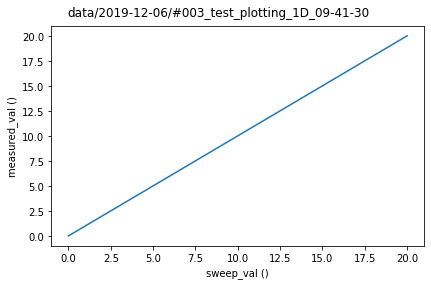 data/2019-12-06/#003_test_plotting_1D_09-41-30
20.0
17.5
15.0
12.5
10.0
7.5
5.0
2.5
0.0
measured_val ()
0.0 2.5 5.0 7.5 10.0 12.5 15.0 17.5 20.0
sweep_val ()